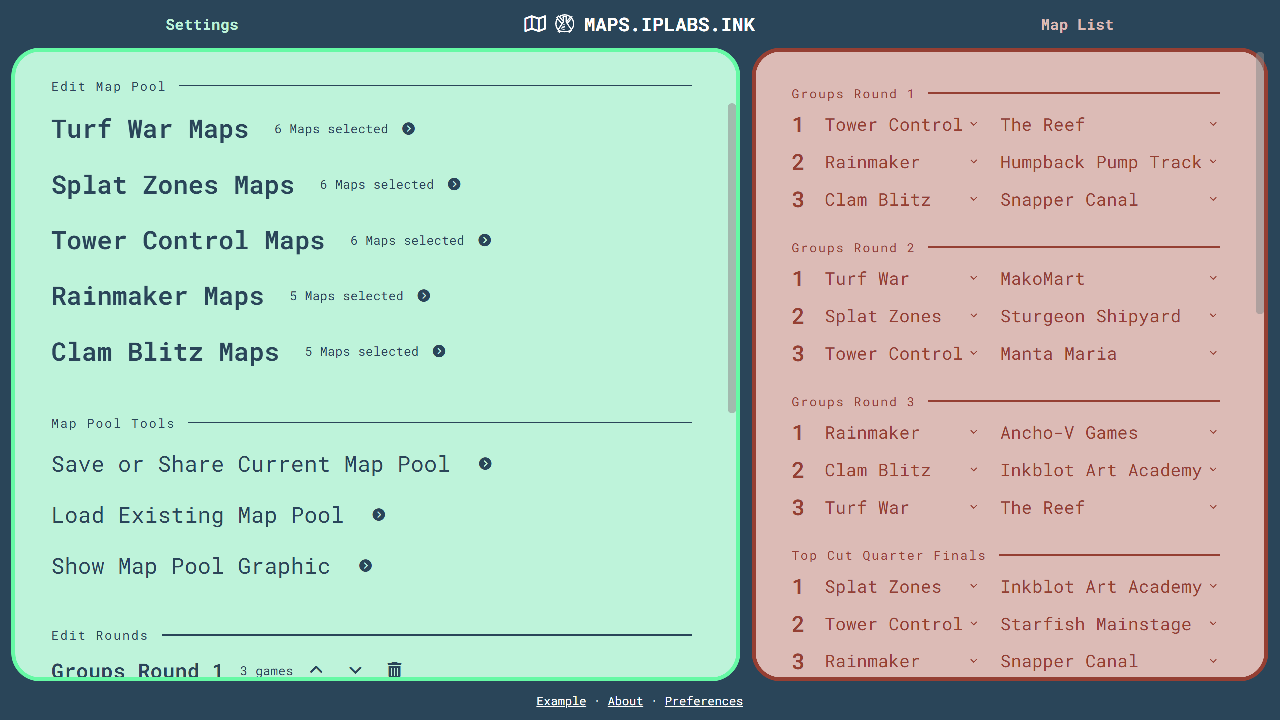 Settings
MAPS.IPLABS.INK
Map List
Edit Map Pool
Turf War Maps 6 Maps selected
Splat Zones Maps 6 Maps selected
Tower Control Maps 6 Maps selected
Rainmaker Maps 5 Maps selected
Clam Blitz Maps 5 Maps selected
Map Pool Tools
Save or Share Current Map Pool
Load Existing Map Pool
Show Map Pool Graphic
Edit Rounds
Groups Round 1 3 games
Groups Round 1
1 Tower Control The Reef
2 Rainmaker Humpback Pump Track
3 Clam Blitz Snapper Canal
Groups Round 2
1 Turf War MakoMart
2 Splat Zones Sturgeon Shipyard
3 Tower Control Manta Maria
Groups Round 3
1 Rainmaker Ancho-V Games
2 Clam Blitz Inkblot Art Academy
3 Turf War The Reef
Top Cut Quarter Finals
1 Splat Zones Inkblot Art Academy
2 Tower Control Starfish Mainstage
3 Rainmaker Snapper Canal
Example · About · Preferences